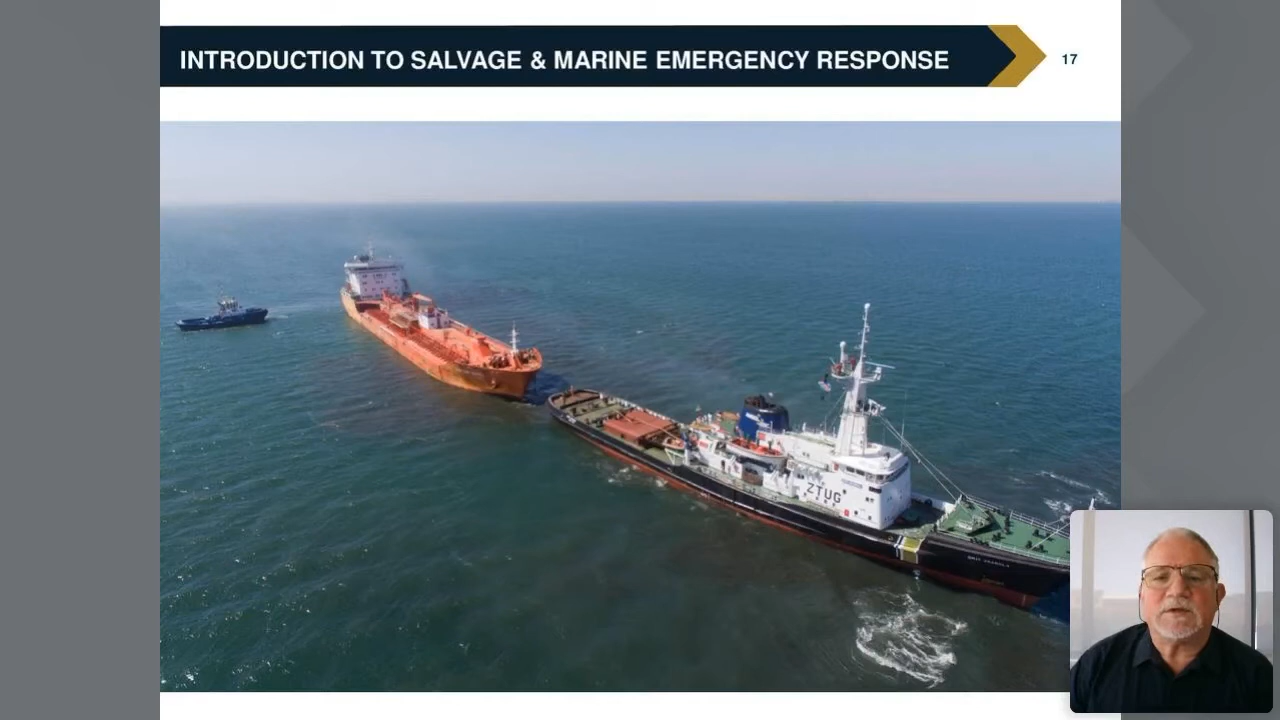 INTRODUCTION TO SALVAGE & MARINE EMERGENCY RESPONSE
17
ZTUG